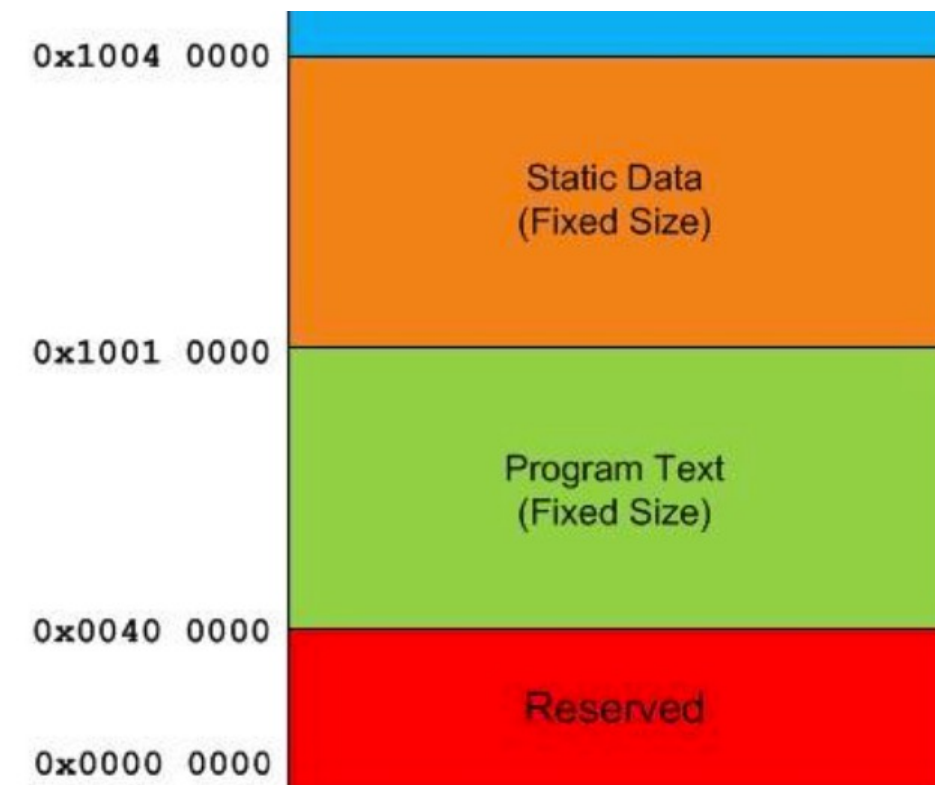 0x1004 0000
Static Data
(Fixed Size)
0x1001 0000
Program Text
(Fixed Size)
0x0040 0000
Reserved
0x0000 0000